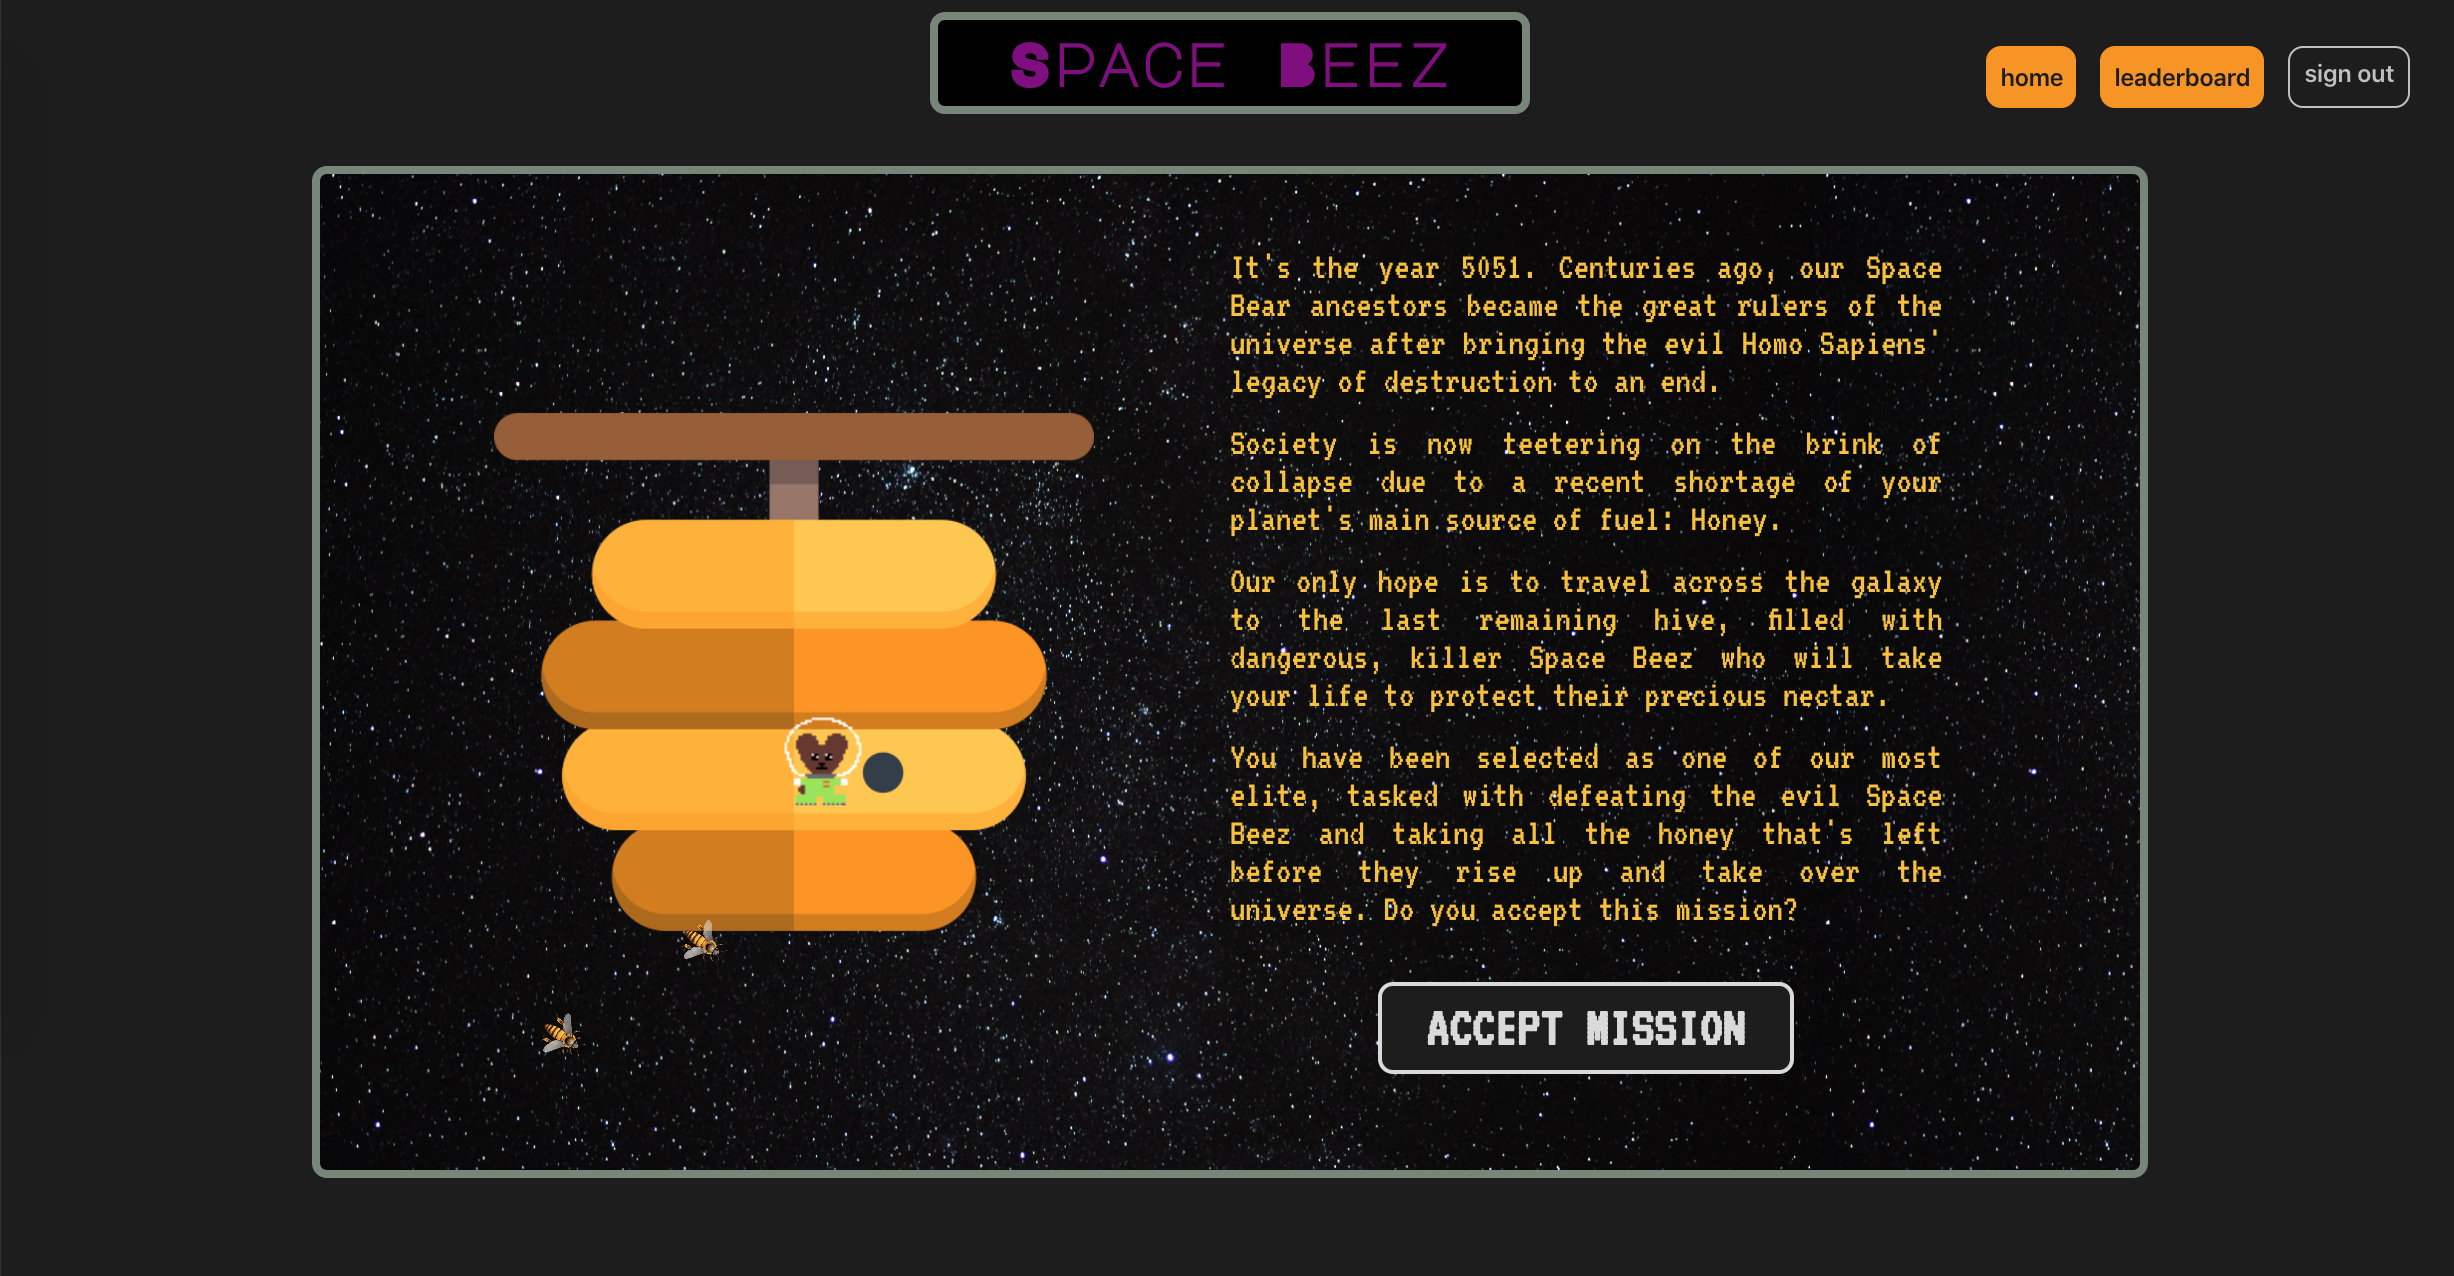 SPACE BEEZ
home
leaderboard
sign out
It's the year 5051. Centuries ago, our Space
Bear ancestors became the great rulers of the
universe after bringing the evil Homo Sapiens'
legacy of destruction to an end.
Society is now teetering on the brink of
collapse due to a recent shortage of your
planet's main source of fuel: Honey.
Our only hope is to travel across the galaxy
to the last remaining hive, filled with
dangerous, killer Space Beez who will take
your life to protect their precious nectar.
You have been selected as one of our most
elite, tasked with defeating the evil Space
Beez and taking all the honey that's left
before they rise up and take over the
universe. Do you accept this mission?
ACCEPT MISSION